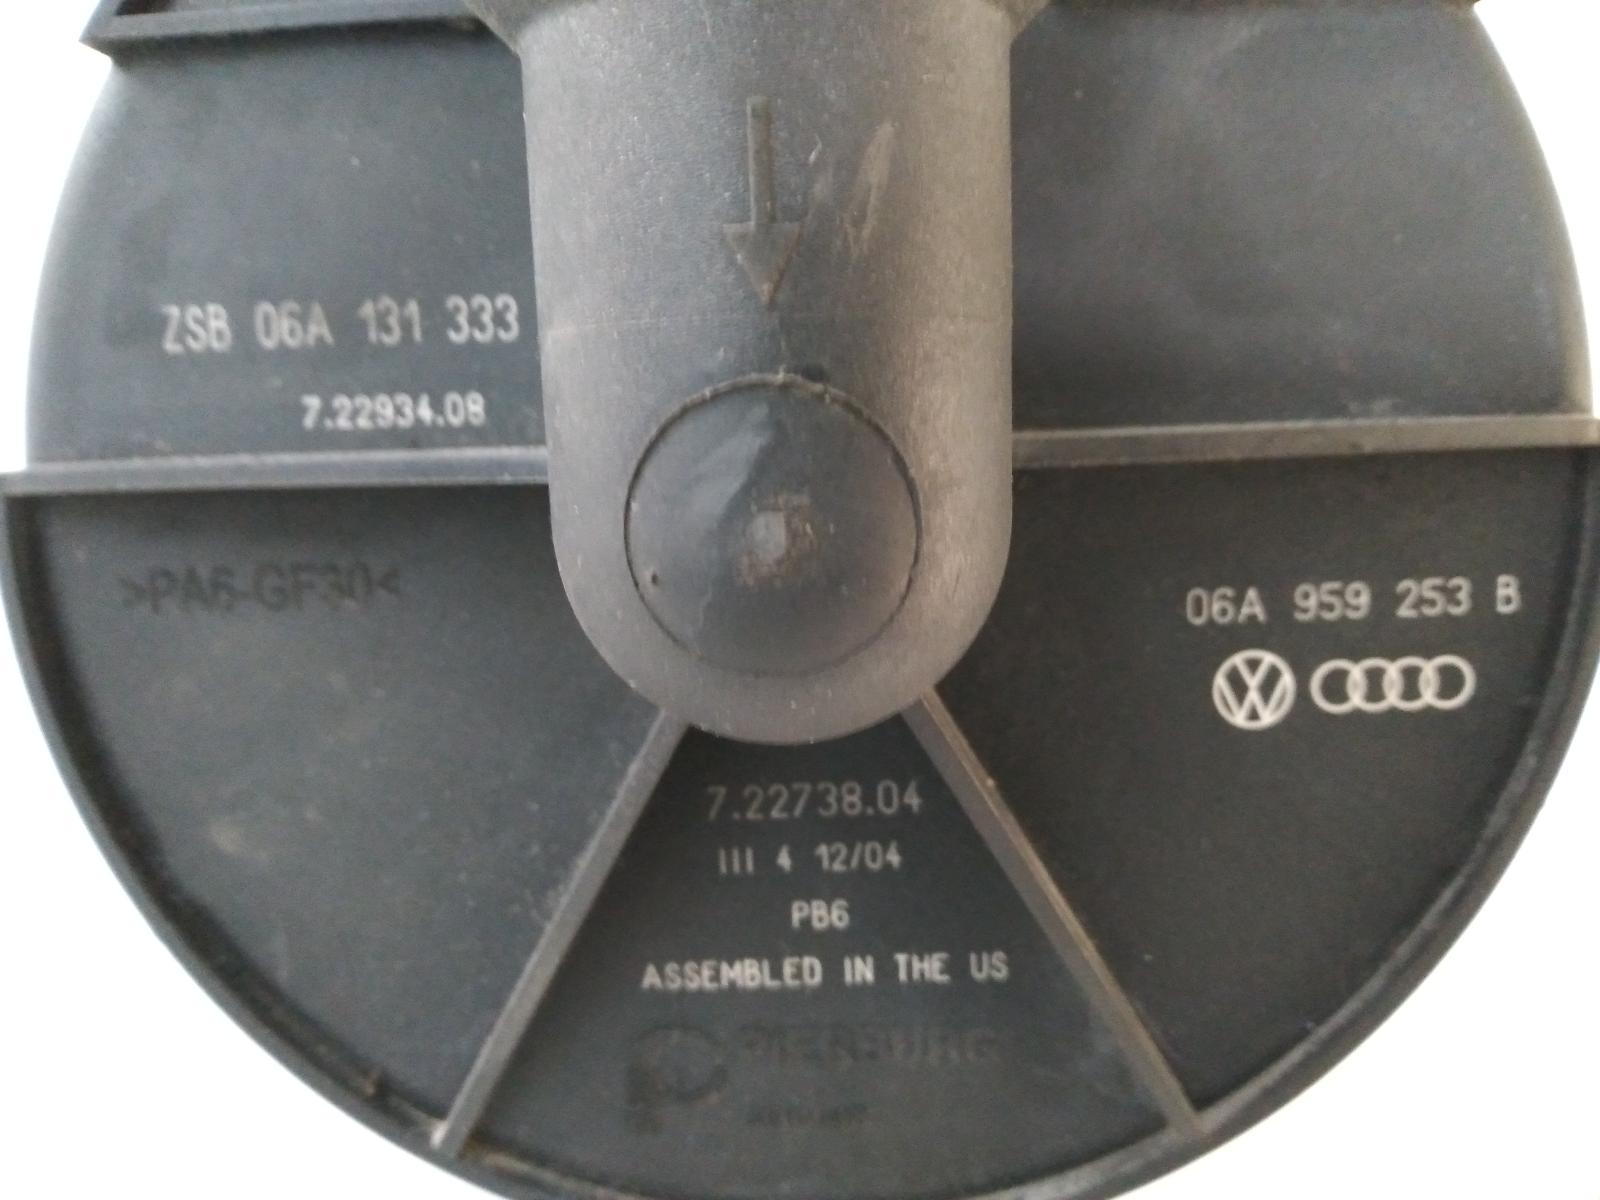 ZSB 06A 131 333
7.22934.08
>PA6-GF30<
06A 959 253 B
7.22738.04
III 4 12/04
PB6
ASSEMBLED IN THE US
PIERBURG